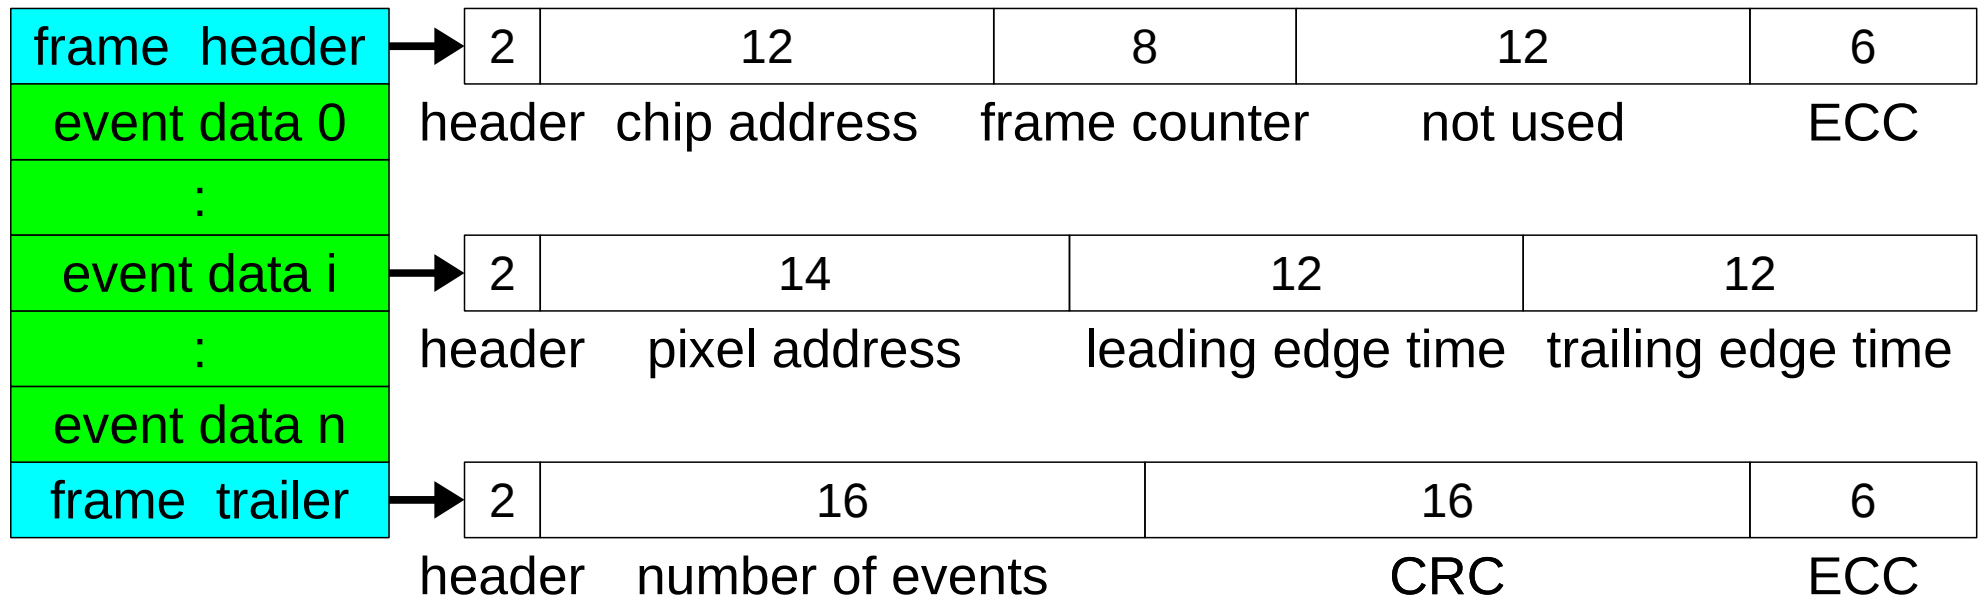 frame header 2 12 8 12 6
event data 0 header chip address frame counter not used ECC
:
event data i 2 14 12 12
: header pixel address leading edge time trailing edge time
event data n
frame trailer 2 16 16 6
header number of events CRC ECC